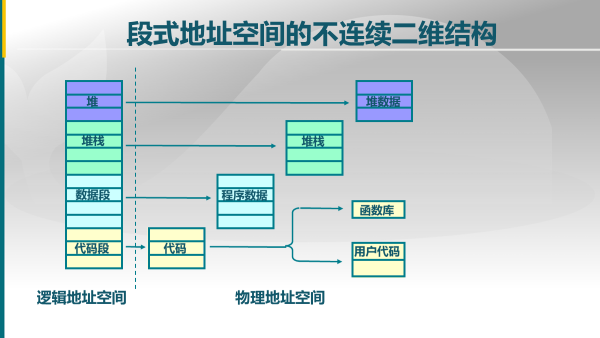 段式地址空间的不连续二维结构
堆
堆数据
堆栈
堆栈
数据段
程序数据
函数库
代码段
代码
用户代码
逻辑地址空间
物理地址空间